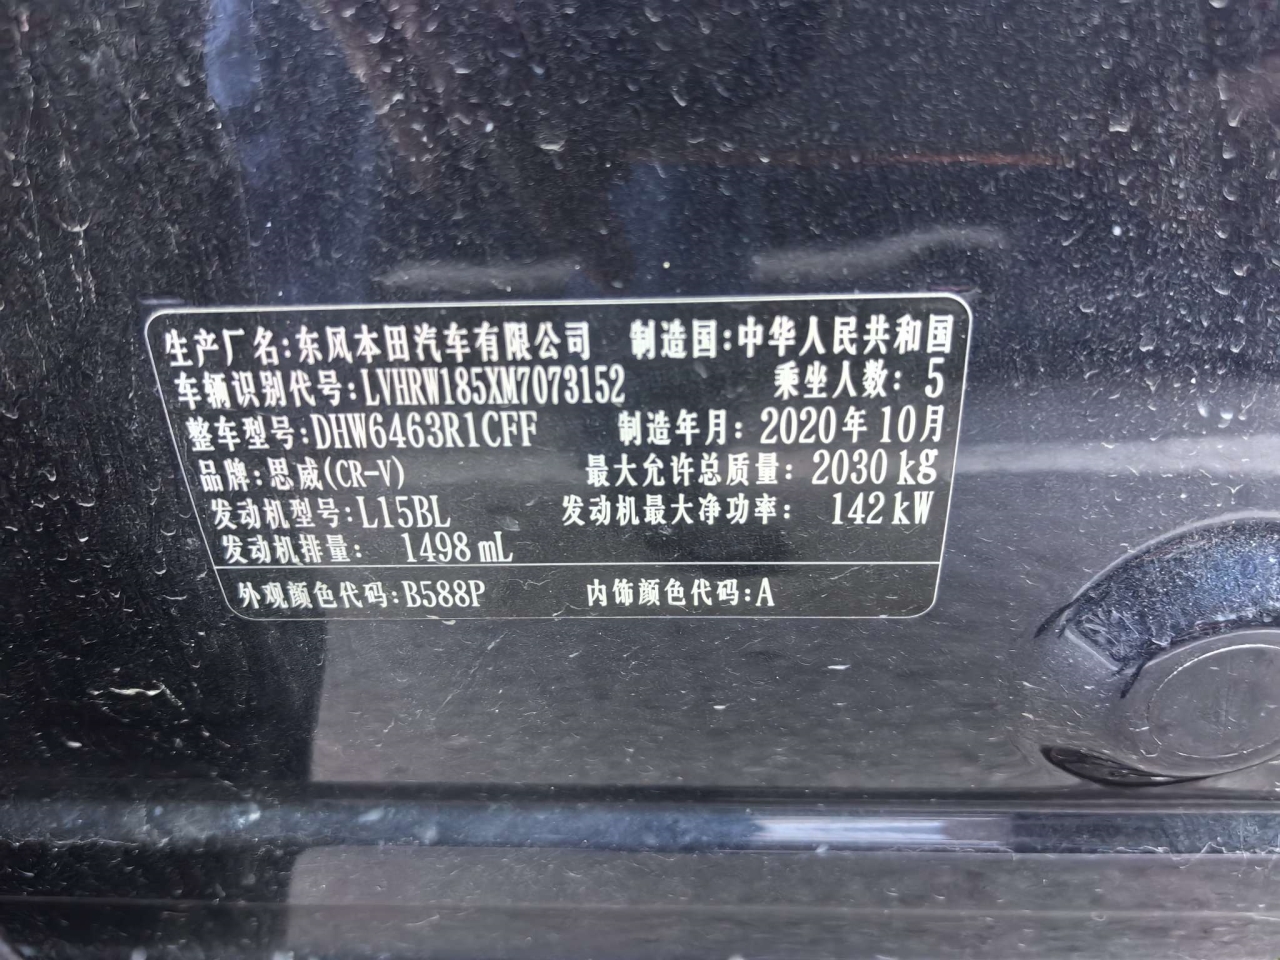 生产厂名:东风本田汽车有限公司 制造国:中华人民共和国
车辆识别代号:LVHRW185XM7073152 乘坐人数: 5
整车型号:DHW6463R1CFF 制造年月: 2020年10月
品牌:思威(CR-V) 最大允许总质量: 2030 kg
发动机型号:L15BL 发动机最大净功率: 142 kW
发动机排量: 1498 mL
外观颜色代码:B588P 内饰颜色代码:A